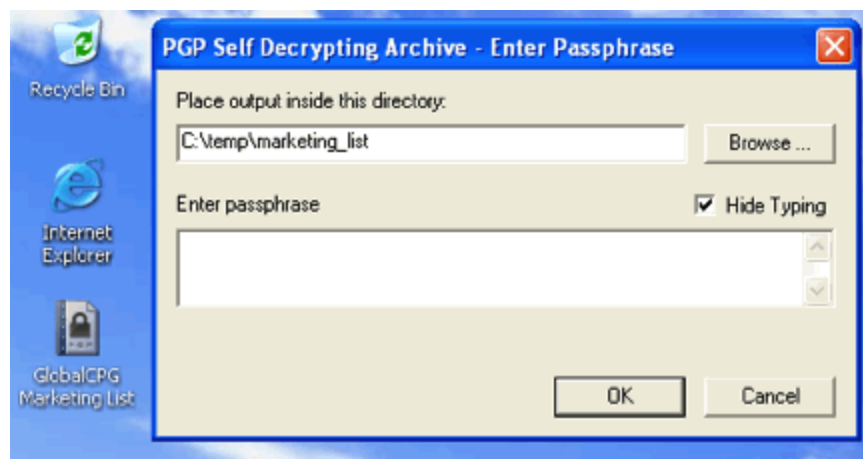 Recycle Bin
Internet
Explorer
GlobalCPG
Marketing List
PGP Self Decrypting Archive - Enter Passphrase
Place output inside this directory:
C:\temp\marketing_list
Browse ...
Enter passphrase
Hide Typing
OK
Cancel